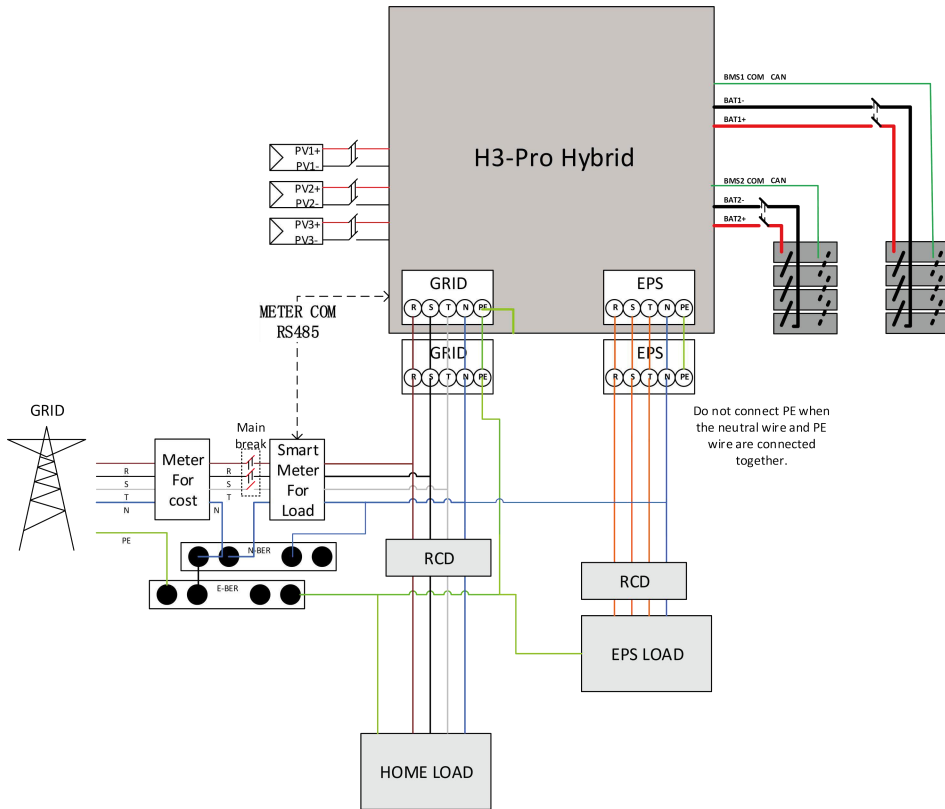 BMS1 COM CAN
BAT1-
BAT1+
H3-Pro Hybrid
PV1+
PV1-
PV2+
PV2-
PV3+
PV3-
BMS2 COM CAN
BAT2-
BAT2+
GRID
R S T N PE
EPS
R S T N PE
METER COM
RS485
GRID
R S T N PE
EPS
R S T N PE
Do not connect PE when
the neutral wire and PE
wire are connected
together.
GRID
Main
break
Meter
For
cost
Smart
Meter
For
Load
R
S
T
N
R
S
T
N
PE
N-BER
E-BER
RCD
RCD
EPS LOAD
HOME LOAD